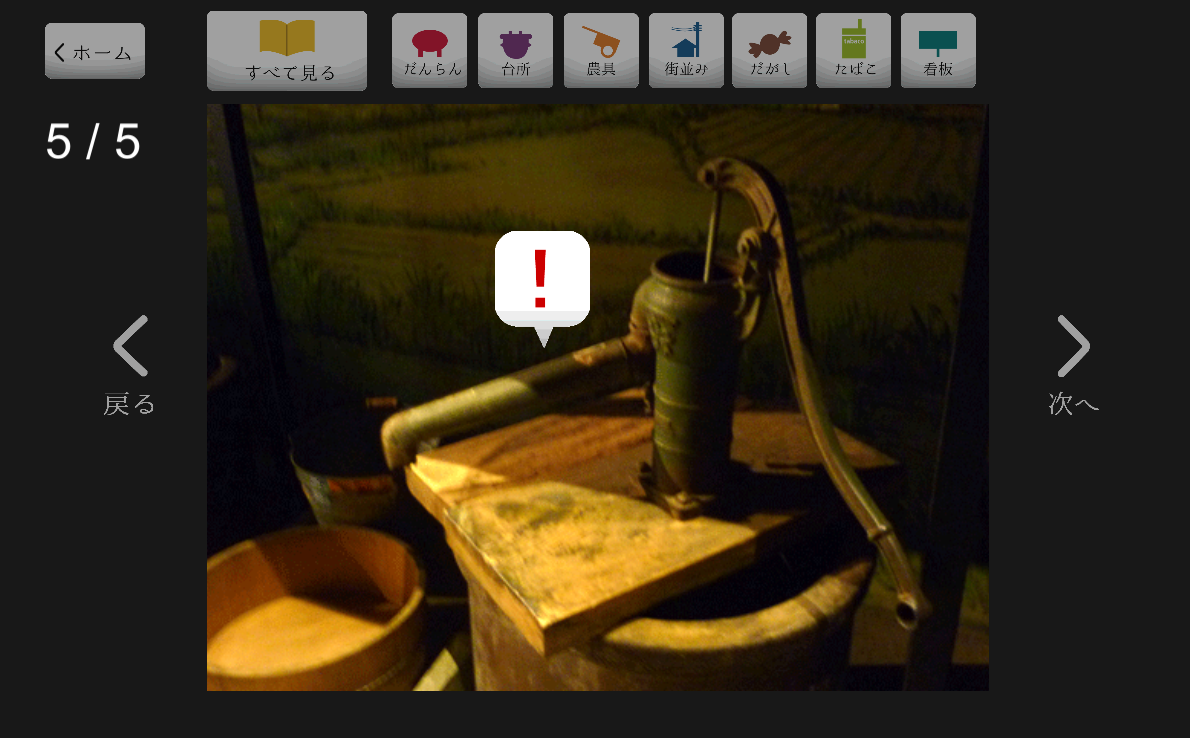 ホーム
すべて見る
だんらん
台所
農具
街並み
だがし
tabaco
たばこ
看板
5 / 5
!
戻る
次へ